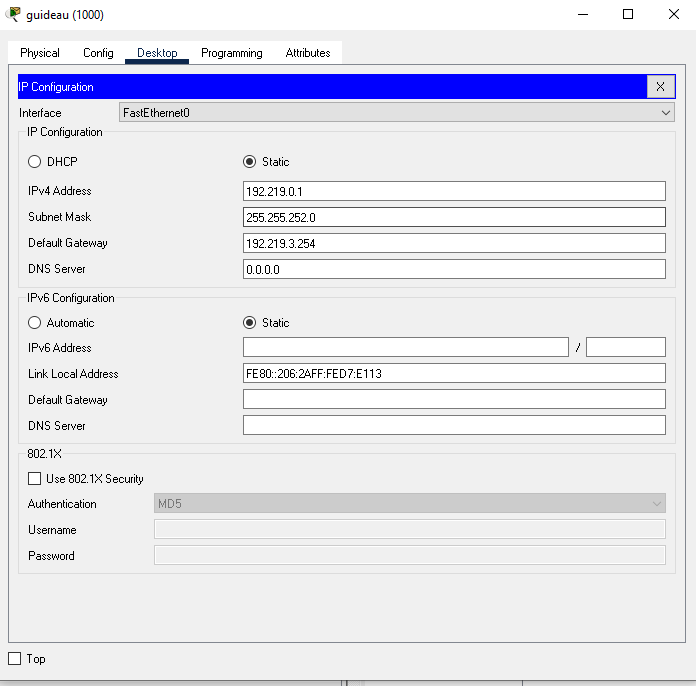 guideau (1000)
Physical Config Desktop Programming Attributes
IP Configuration X
Interface FastEthernet0
IP Configuration
DHCP Static
IPv4 Address 192.219.0.1
Subnet Mask 255.255.252.0
Default Gateway 192.219.3.254
DNS Server 0.0.0.0
IPv6 Configuration
Automatic Static
IPv6 Address /
Link Local Address FE80::206:2AFF:FED7:E113
Default Gateway
DNS Server
802.1X
Use 802.1X Security
Authentication MD5
Username
Password
Top